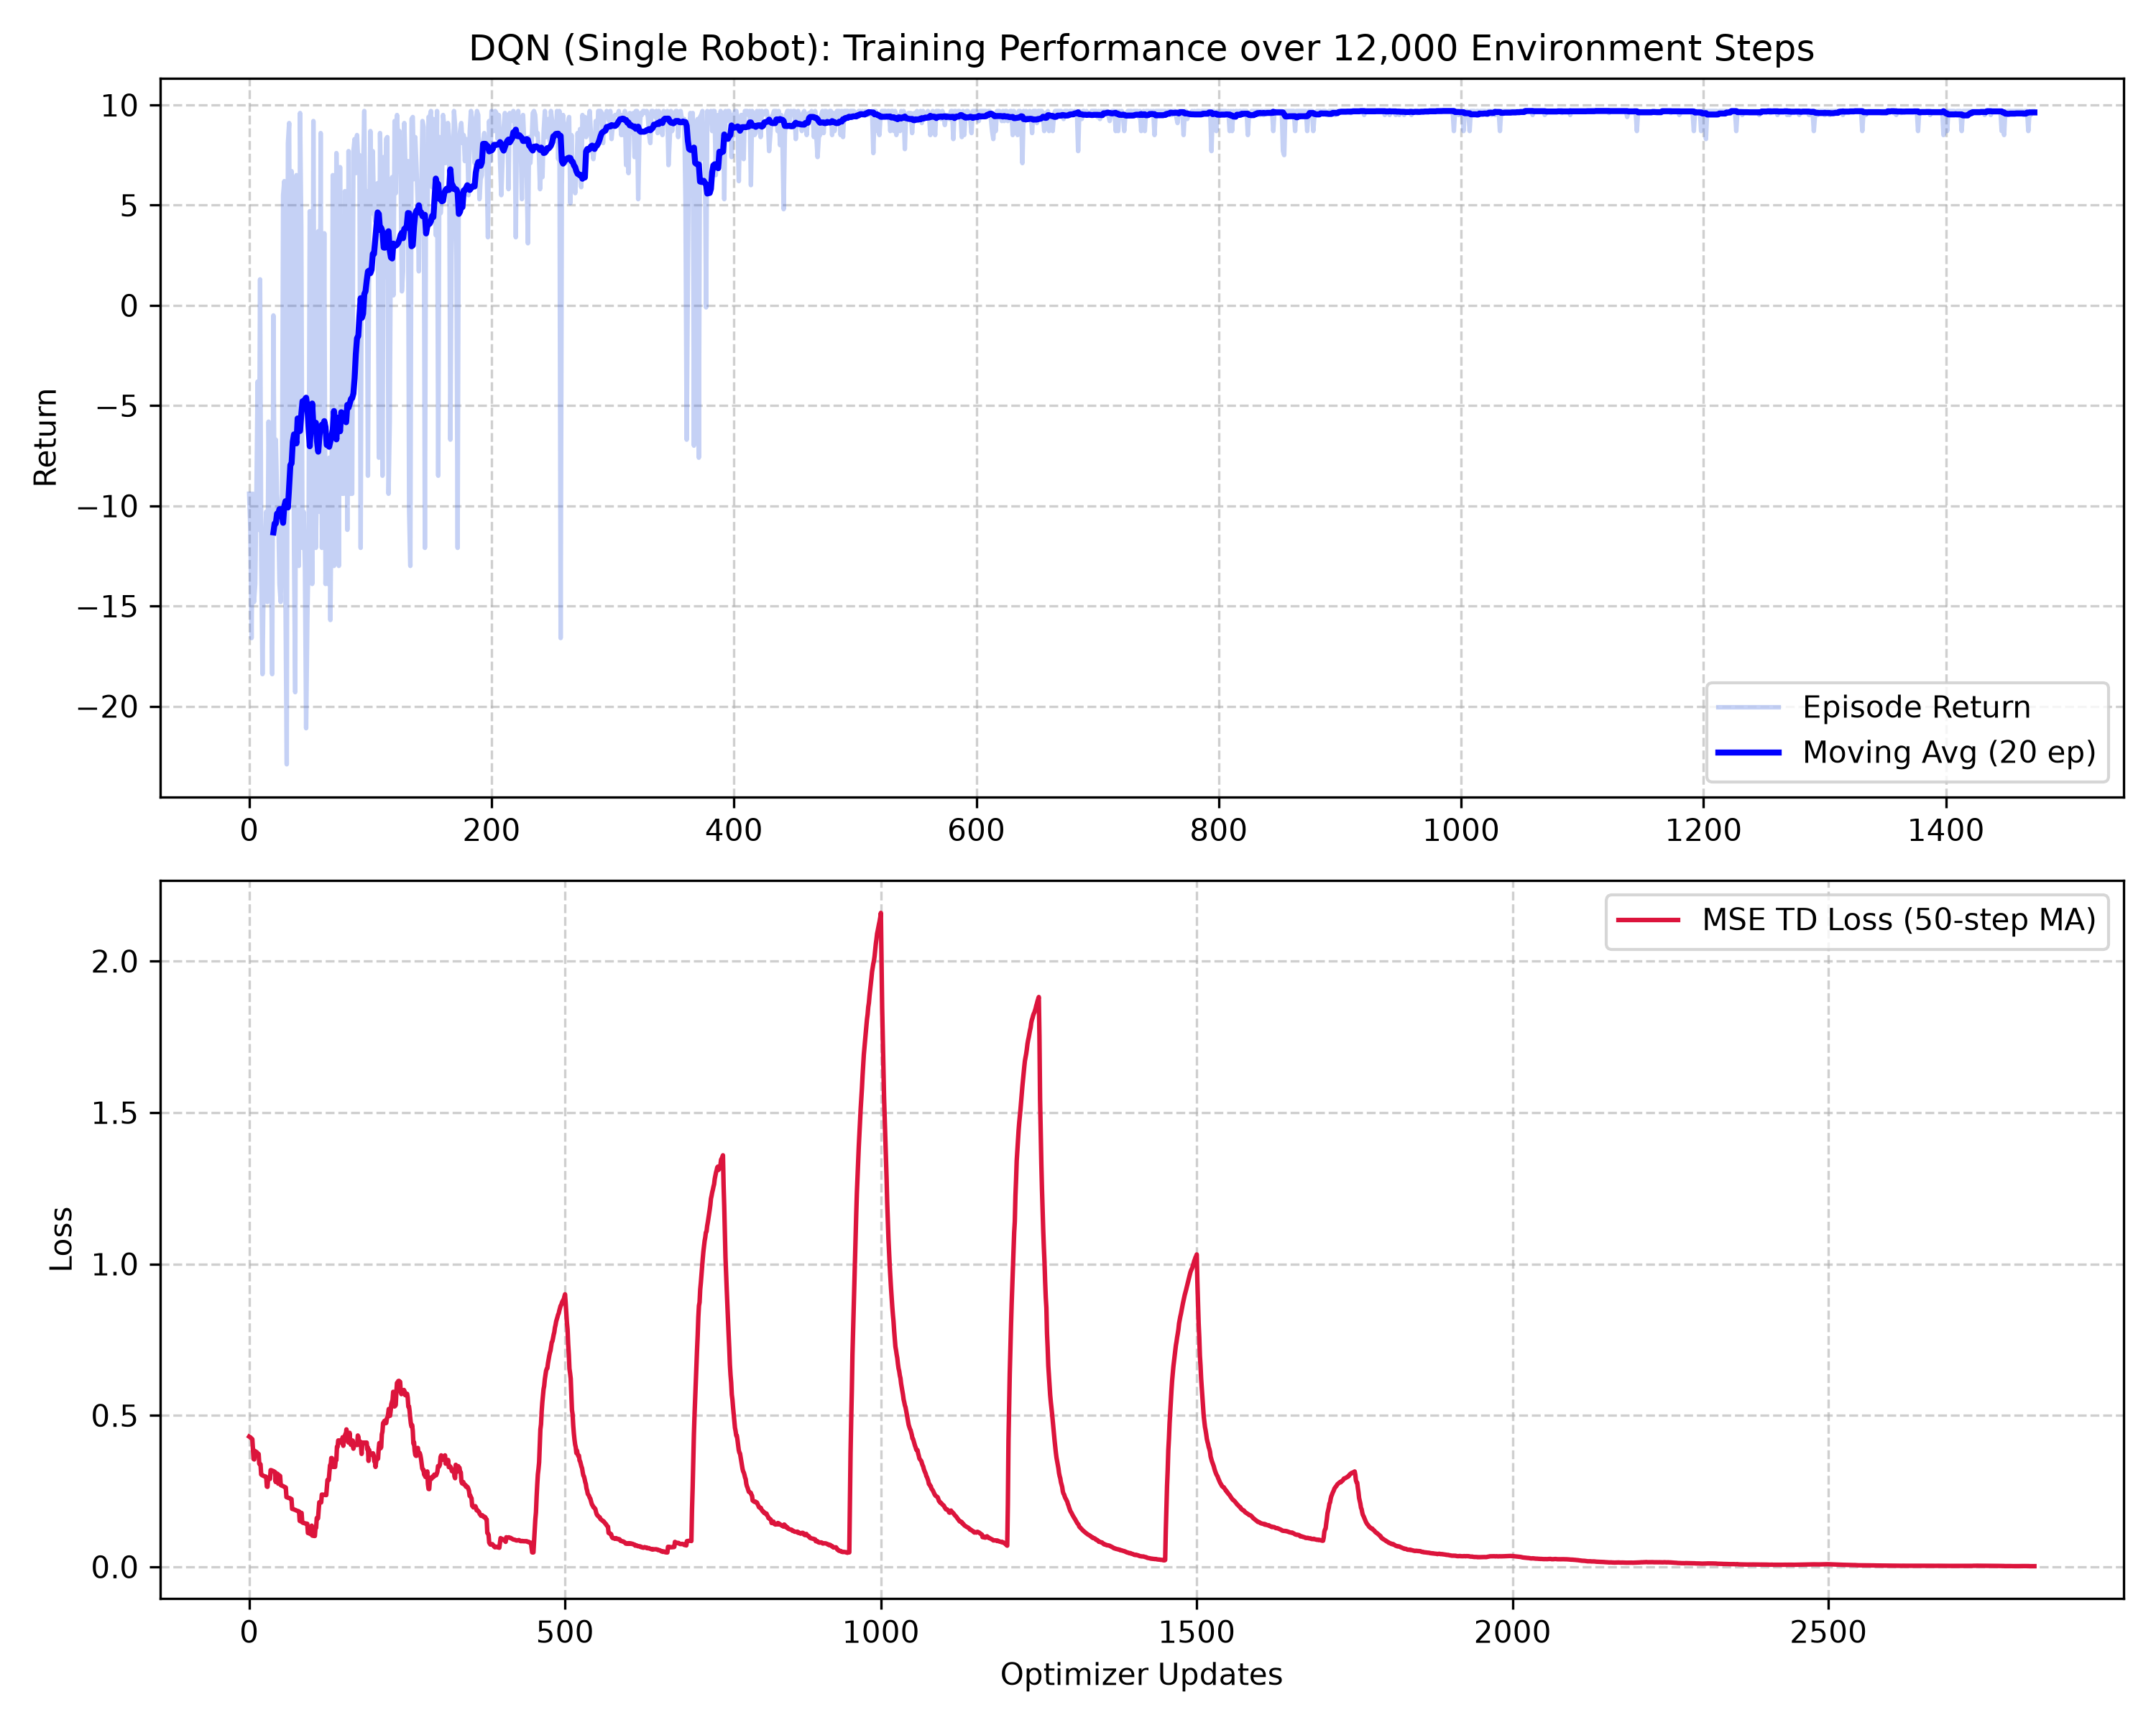 DQN (Single Robot): Training Performance over 12,000 Environment Steps
10
5
0
−5
−10
−15
−20
Return
Episode Return
Moving Avg (20 ep)
0 200 400 600 800 1000 1200 1400
MSE TD Loss (50-step MA)
2.0
1.5
1.0
0.5
0.0
Loss
0 500 1000 1500 2000 2500
Optimizer Updates